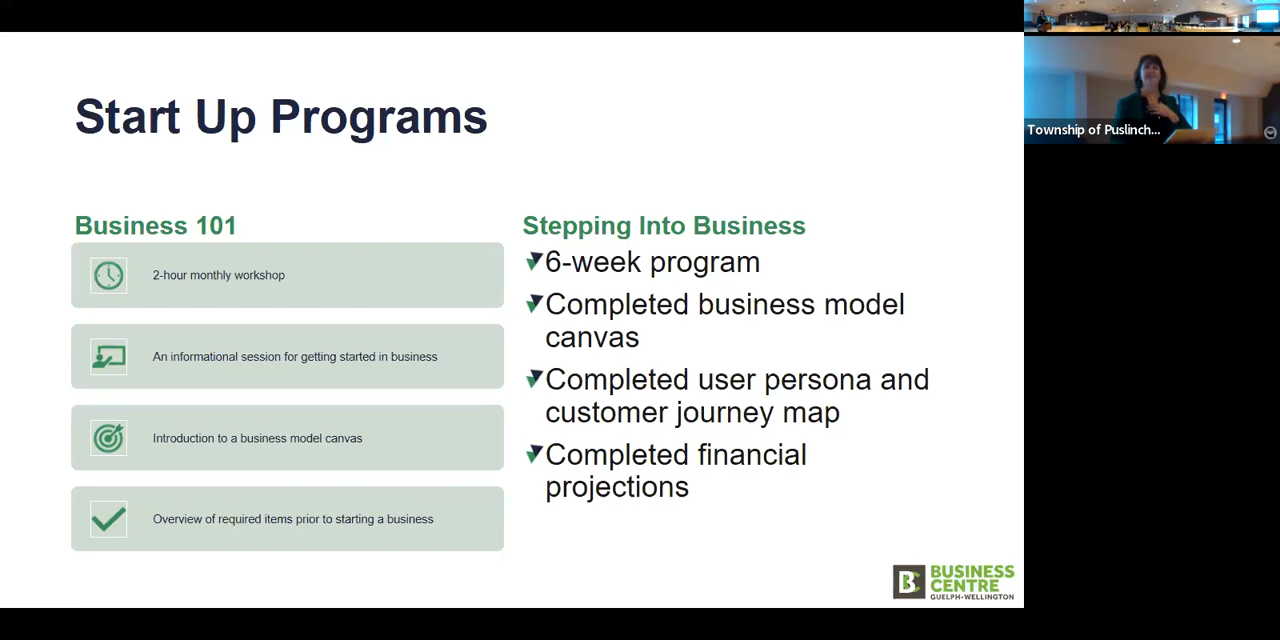 Start Up Programs
Business 101
2-hour monthly workshop
An informational session for getting started in business
Introduction to a business model canvas
Overview of required items prior to starting a business
Stepping Into Business
6-week program
Completed business model
canvas
Completed user persona and
customer journey map
Completed financial
projections
BC
BUSINESS
CENTRE
GUELPH-WELLINGTON
Township of Puslinch...